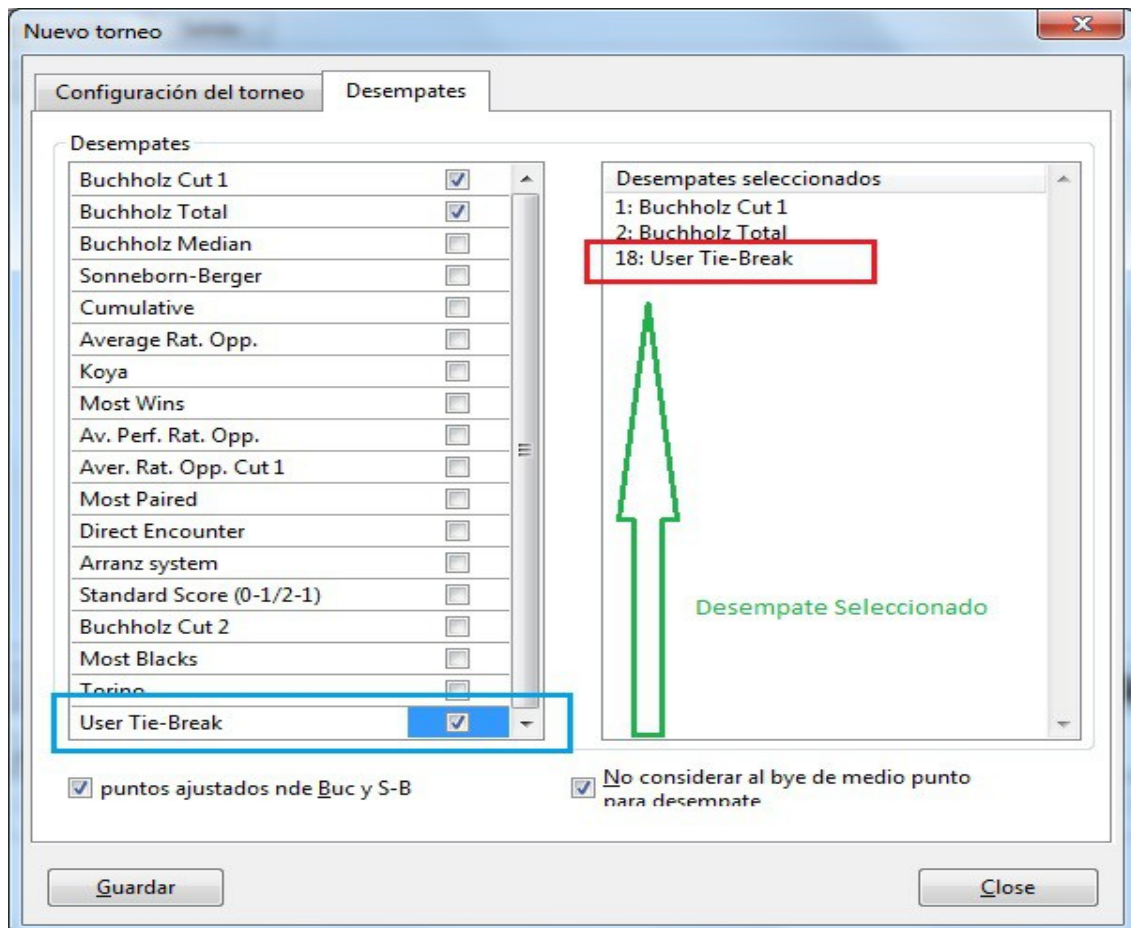 Nuevo torneo
Configuración del torneo
Desempates
Desempates
Buchholz Cut 1
Buchholz Total
Buchholz Median
Sonneborn-Berger
Cumulative
Average Rat. Opp.
Koya
Most Wins
Av. Perf. Rat. Opp.
Aver. Rat. Opp. Cut 1
Most Paired
Direct Encounter
Arranz system
Standard Score (0-1/2-1)
Buchholz Cut 2
Most Blacks
Torino
User Tie-Break
Desempates seleccionados
1: Buchholz Cut 1
2: Buchholz Total
18: User Tie-Break
Desempate Seleccionado
puntos ajustados nde Buc y S-B
No considerar al bye de medio punto
para desempate
Guardar
Close